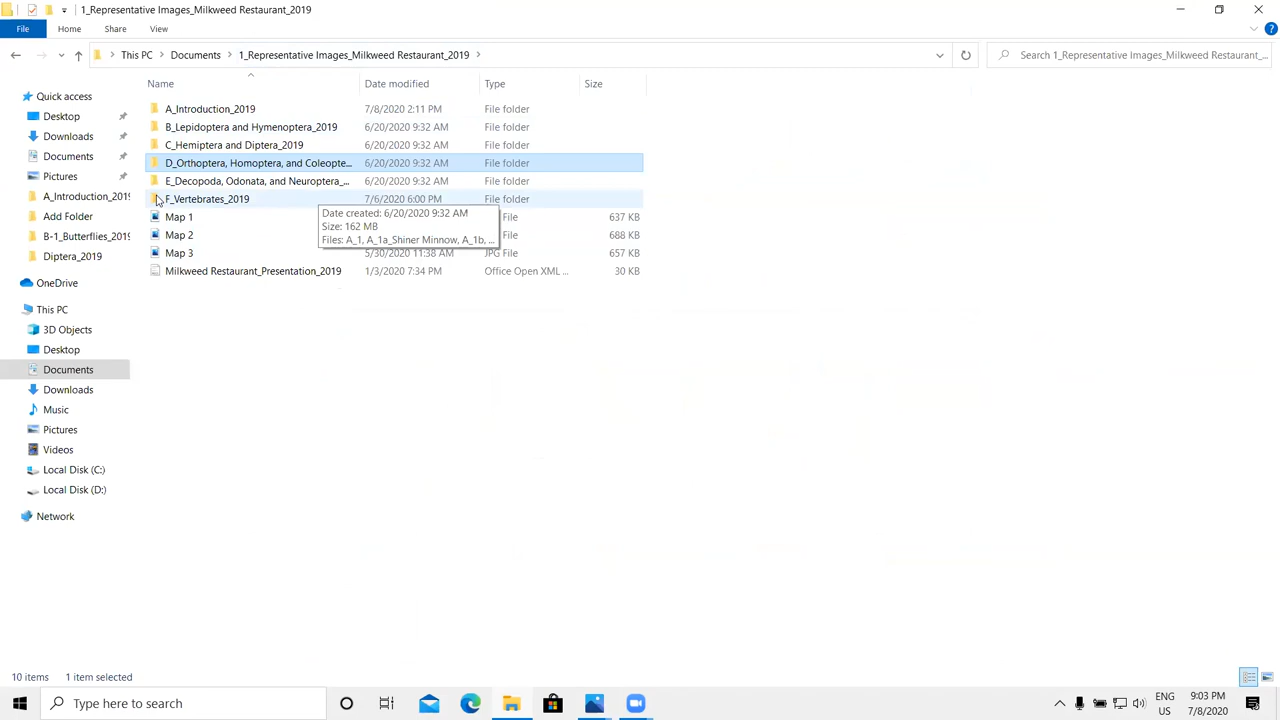 1_Representative Images_Milkweed Restaurant_2019
File Home Share View
This PC Documents 1_Representative Images_Milkweed Restaurant_2019
Search 1_Representative Images_Milkweed Restaurant_...
Name Date modified Type Size
Quick access
Desktop
Downloads
Documents
Pictures
A_Introduction_2019
Add Folder
B-1_Butterflies_2019
Diptera_2019
OneDrive
This PC
3D Objects
Desktop
Documents
Downloads
Music
Pictures
Videos
Local Disk (C:)
Local Disk (D:)
Network
A_Introduction_2019 7/8/2020 2:11 PM File folder
B_Lepidoptera and Hymenoptera_2019 6/20/2020 9:32 AM File folder
C_Hemiptera and Diptera_2019 6/20/2020 9:32 AM File folder
D_Orthoptera, Homoptera, and Coleopte... 6/20/2020 9:32 AM File folder
E_Decopoda, Odonata, and Neuroptera_... 6/20/2020 9:32 AM File folder
F_Vertebrates_2019 7/6/2020 6:00 PM File folder
Map 1 File 637 KB
Map 2 File 688 KB
Map 3 5/30/2020 11:38 AM JPG File 657 KB
Milkweed Restaurant_Presentation_2019 1/3/2020 7:34 PM Office Open XML ... 30 KB
Date created: 6/20/2020 9:32 AM
Size: 162 MB
Files: A_1, A_1a_Shiner Minnow, A_1b, ...
10 items 1 item selected
Type here to search
ENG
US
9:03 PM
7/8/2020